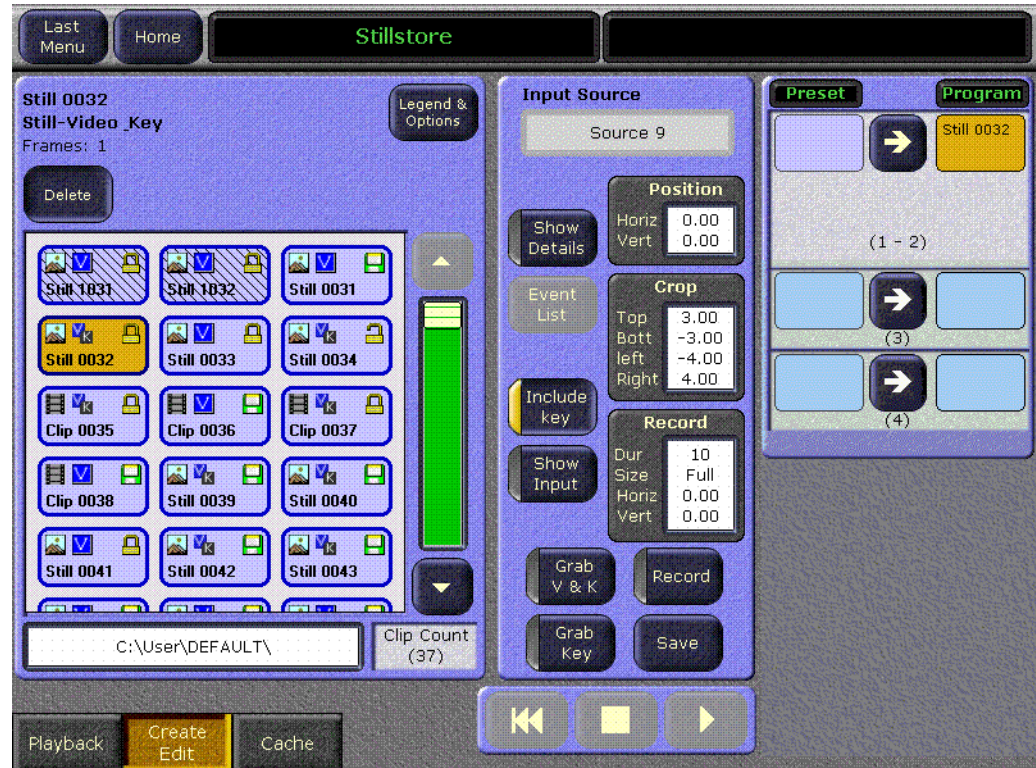 Last
Menu
Home
Stillstore
Still 0032
Still-Video _Key
Frames: 1
Legend &
Options
Delete
Still 1031
Still 1032
Still 0031
Still 0032
Still 0033
Still 0034
Clip 0035
Clip 0036
Clip 0037
Clip 0038
Still 0039
Still 0040
Still 0041
Still 0042
Still 0043
C:\User\DEFAULT\
Clip Count
(37)
Input Source
Source 9
Show
Details
Position
Horiz 0.00
Vert 0.00
Event
List
Crop
Top 3.00
Bott -3.00
left -4.00
Right 4.00
Include
key
Show
Input
Record
Dur 10
Size Full
Horiz 0.00
Vert 0.00
Grab
V & K
Record
Grab
Key
Save
Preset
Program
Still 0032
(1 - 2)
(3)
(4)
Playback
Create
Edit
Cache